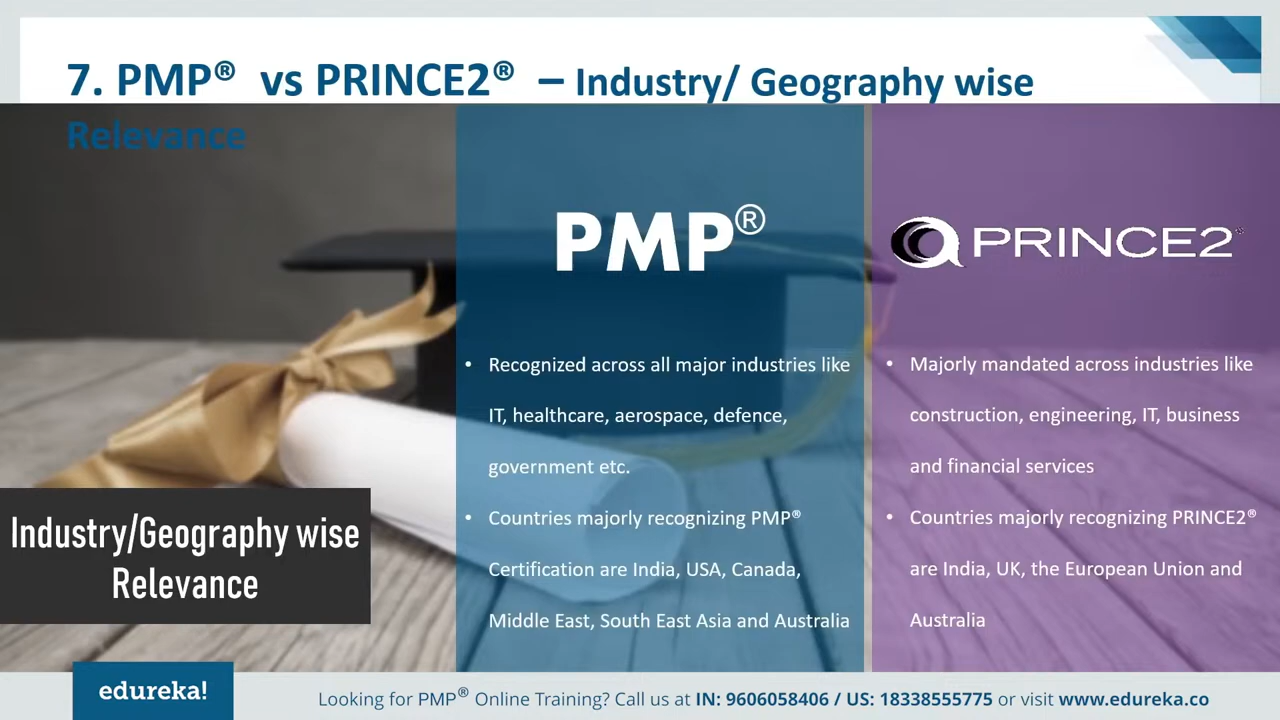 7. PMP® vs PRINCE2® – Industry/ Geography wise
Relevance
PMP®
Recognized across all major industries like
IT, healthcare, aerospace, defence,
government etc.
Countries majorly recognizing PMP®
Certification are India, USA, Canada,
Middle East, South East Asia and Australia
PRINCE2®
Majorly mandated across industries like
construction, engineering, IT, business
and financial services
Countries majorly recognizing PRINCE2®
are India, UK, the European Union and
Australia
Industry/Geography wise
Relevance
edureka!
Looking for PMP® Online Training? Call us at IN: 9606058406 / US: 18338555775 or visit www.edureka.co